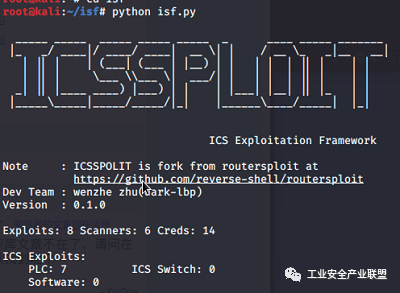 root@kali:~# cd isf
root@kali:~/isf# python isf.py
ICSSPLOIT
ICS Exploitation Framework
Note : ICSSPOLIT is fork from routersploit at
https://github.com/reverse-shell/routersploit
Dev Team : wenzhe zhu(dark-lbp)
Version : 0.1.0
Exploits: 8 Scanners: 6 Creds: 14
ICS Exploits:
PLC: 7 ICS Switch: 0
Software: 0
工业安全产业联盟